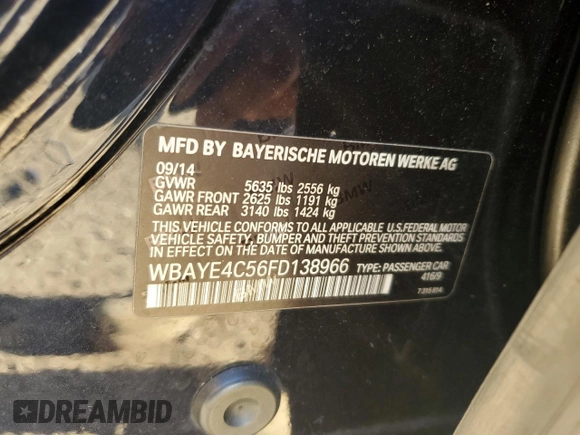 MFD BY BAYERISCHE MOTOREN WERKE AG
09/14
GVWR 5635 lbs 2556 kg
GAWR FRONT 2625 lbs 1191 kg
GAWR REAR 3140 lbs 1424 kg
THIS VEHICLE CONFORMS TO ALL APPLICABLE U.S.FEDERAL MOTOR
VEHICLE SAFETY, BUMPER, AND THEFT PREVENTION STANDARDS
IN EFFECT ON THE DATE OF MANUFACTURE SHOWN ABOVE.
WBAYE4C56FD138966 TYPE: PASSENGER CAR
416/9
DREAMBID